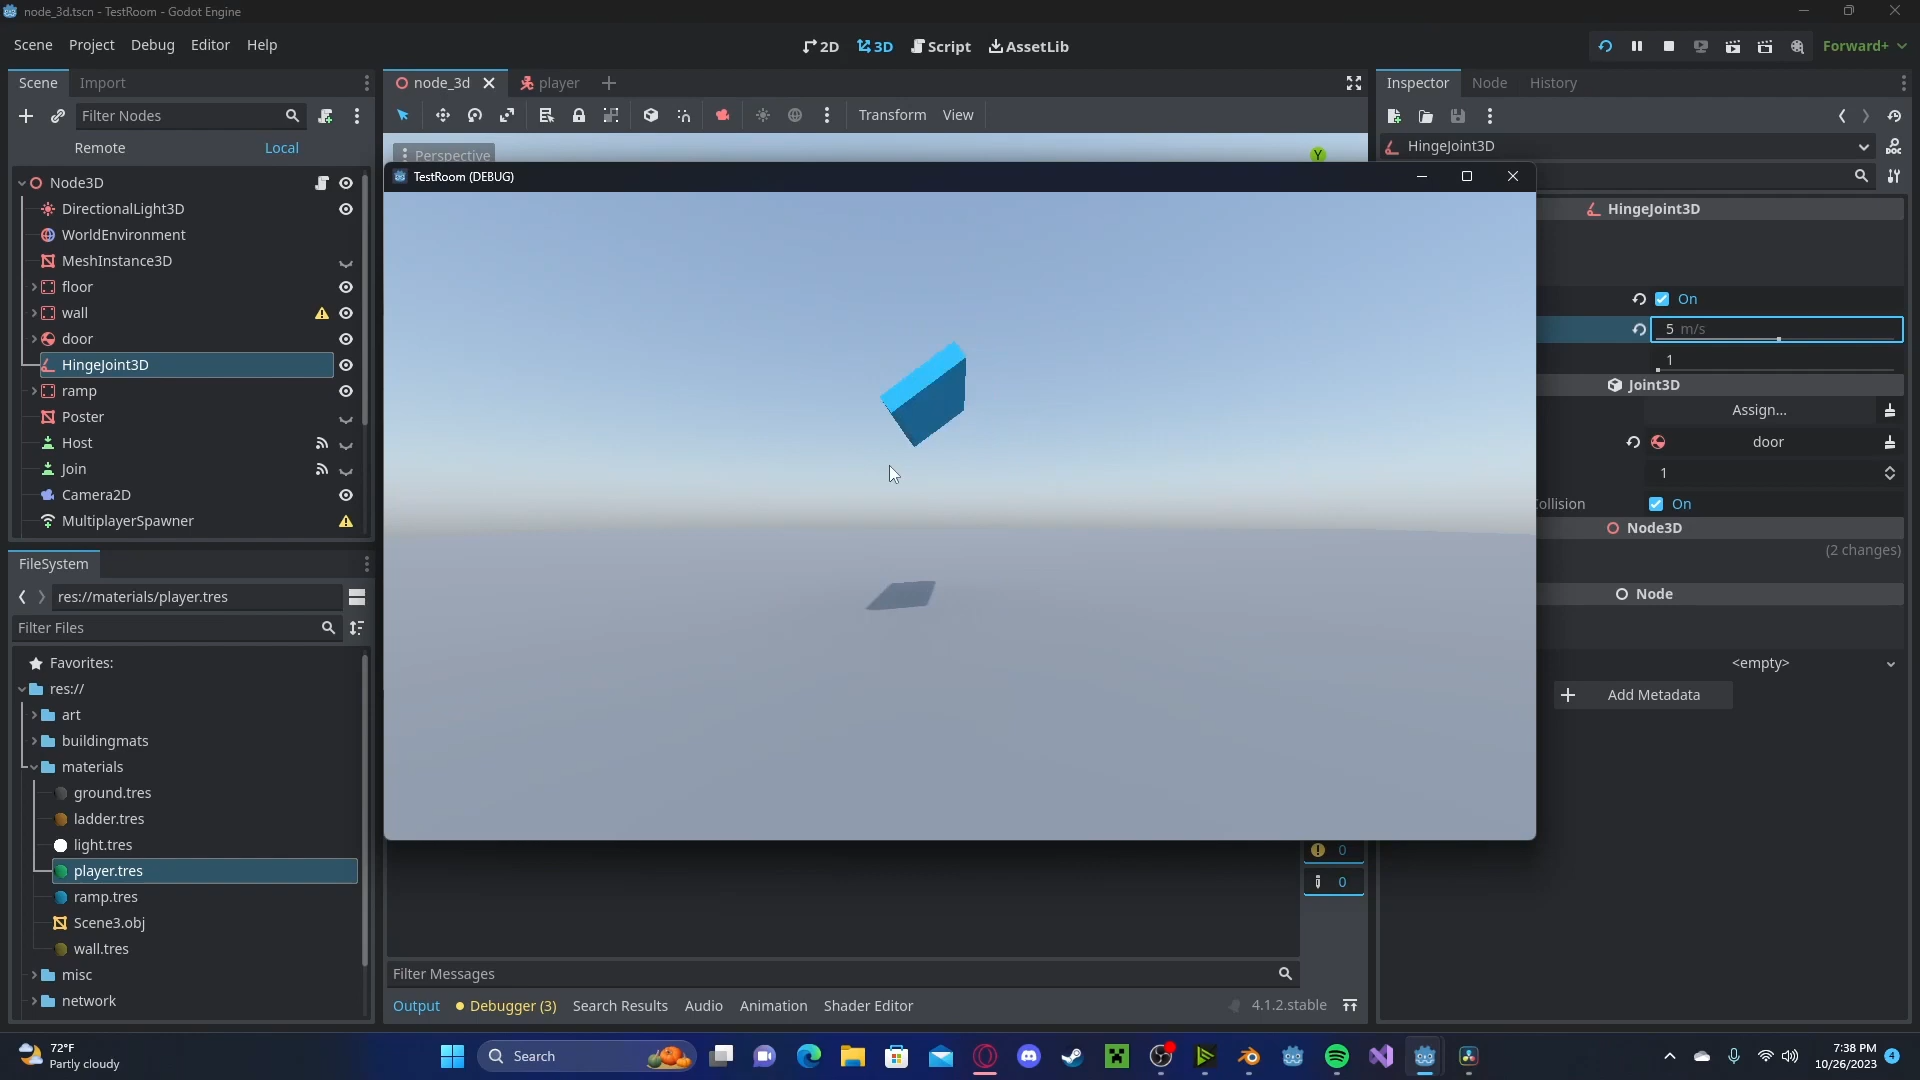 node_3d.tscn - TestRoom - Godot Engine
Scene Project Debug Editor Help
2D 3D Script AssetLib
Forward+
Scene Import
node_3d player
Inspector Node History
Filter Nodes
Transform View
Remote Local
Perspective
Y
HingeJoint3D
TestRoom (DEBUG)
Node3D
DirectionalLight3D
WorldEnvironment
MeshInstance3D
floor
wall
door
HingeJoint3D
ramp
Poster
Host
Join
Camera2D
MultiplayerSpawner
HingeJoint3D
On
5 m/s
1
Joint3D
Assign...
door
1
ollision On
Node3D
(2 changes)
Node
<empty>
Add Metadata
FileSystem
res://materials/player.tres
Filter Files
Favorites:
res://
art
buildingmats
materials
ground.tres
ladder.tres
light.tres
player.tres
ramp.tres
Scene3.obj
wall.tres
misc
network
0
0
Filter Messages
Output Debugger (3) Search Results Audio Animation Shader Editor
4.1.2.stable
72°F
Partly cloudy
Search
7:38 PM
10/26/2023
4